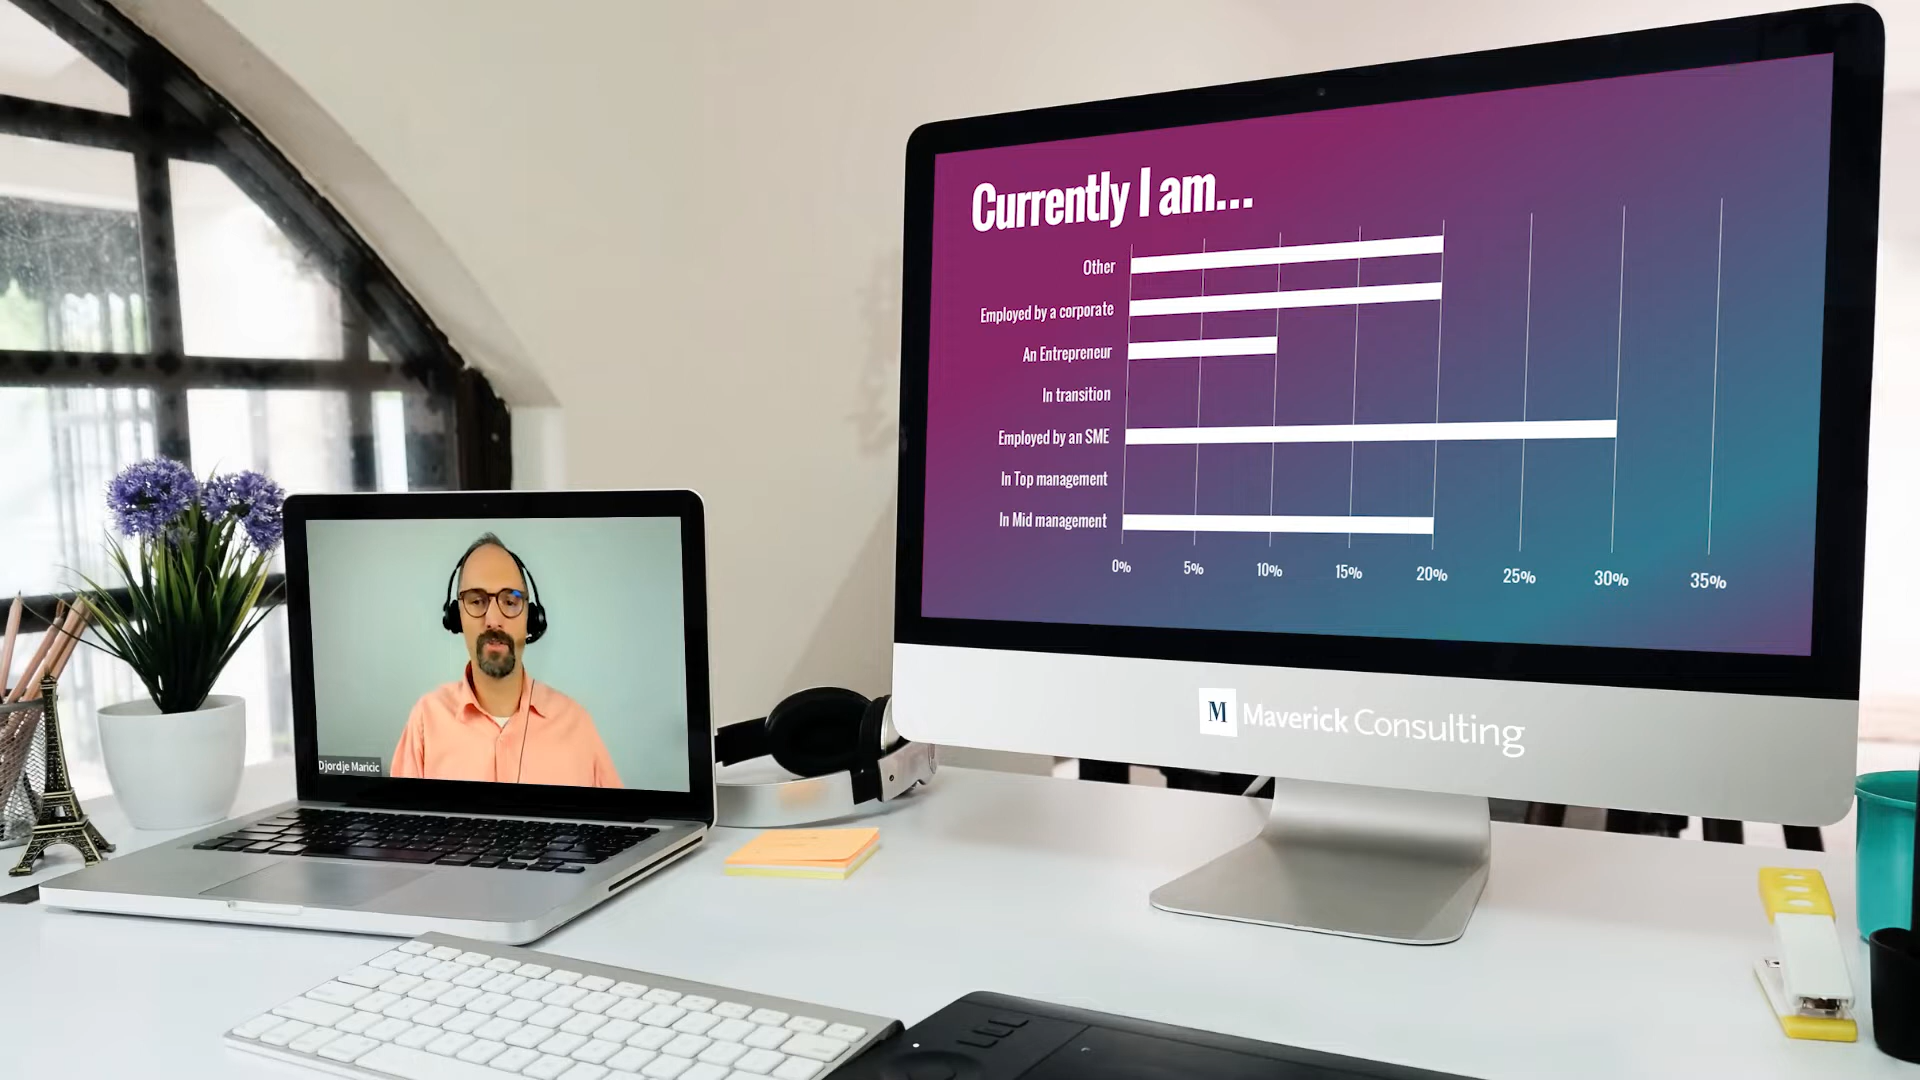 Currently I am...
Other
Employed by a corporate
An Entrepreneur
In transition
Employed by an SME
In Top management
In Mid management
0% 5% 10% 15% 20% 25% 30% 35%
M Maverick Consulting
Djordje Maricic